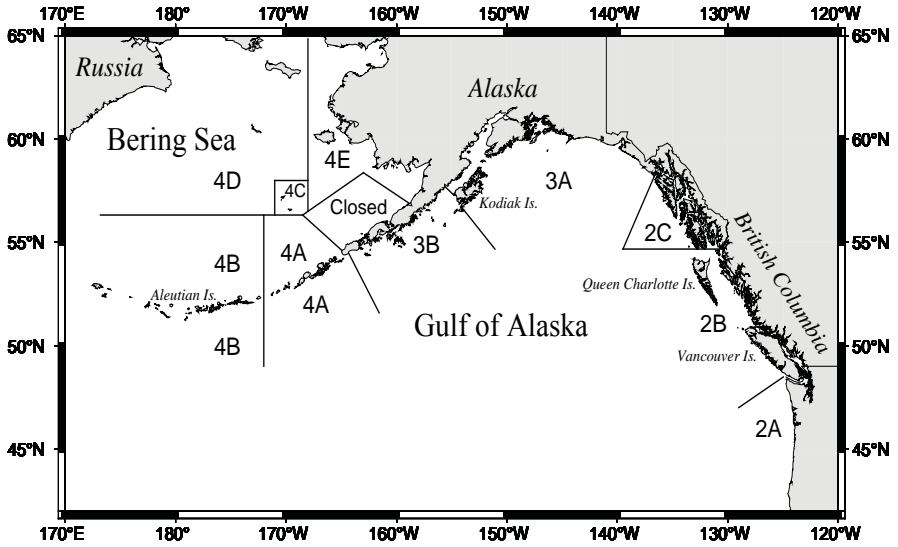 170°E 180° 170°W 160°W 150°W 140°W 130°W 120°W
65°N 65°N
Russia
Alaska
60°N 60°N
Bering Sea
4E
4D 4C 3A
Closed
Kodiak Is.
55°N 55°N
4A 3B 2C
4B
British Columbia
Queen Charlotte Is.
Aleutian Is.
4A
Gulf of Alaska
2B
50°N 50°N
4B
Vancouver Is.
2A
45°N 45°N
170°E 180° 170°W 160°W 150°W 140°W 130°W 120°W